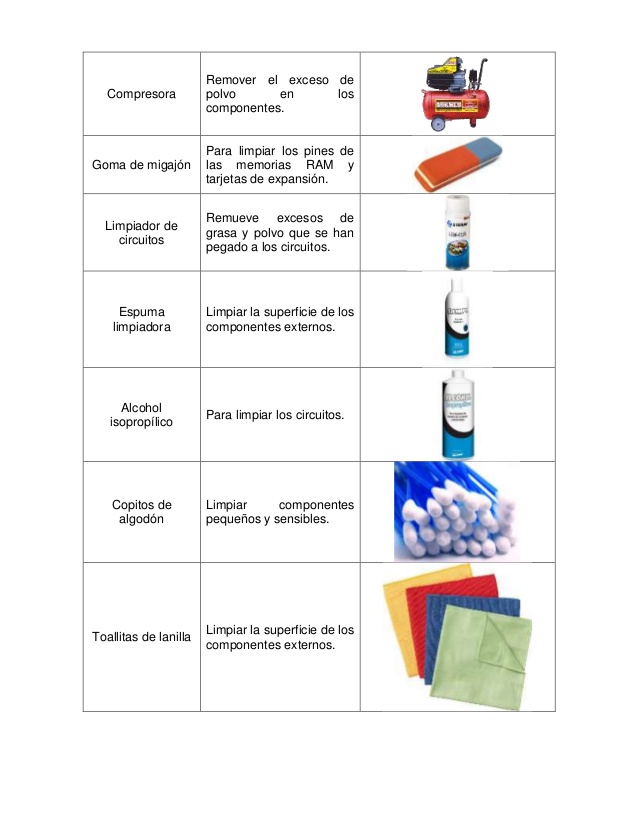 Compresora
Remover el exceso de
polvo en los
componentes.
Goma de migajón
Para limpiar los pines de
las memorias RAM y
tarjetas de expansión.
Limpiador de
circuitos
Remueve excesos de
grasa y polvo que se han
pegado a los circuitos.
Espuma
limpiadora
Limpiar la superficie de los
componentes externos.
Alcohol
isopropílico
Para limpiar los circuitos.
ALCOHOL
Isopropílico
Copitos de
algodón
Limpiar componentes
pequeños y sensibles.
Toallitas de lanilla
Limpiar la superficie de los
componentes externos.